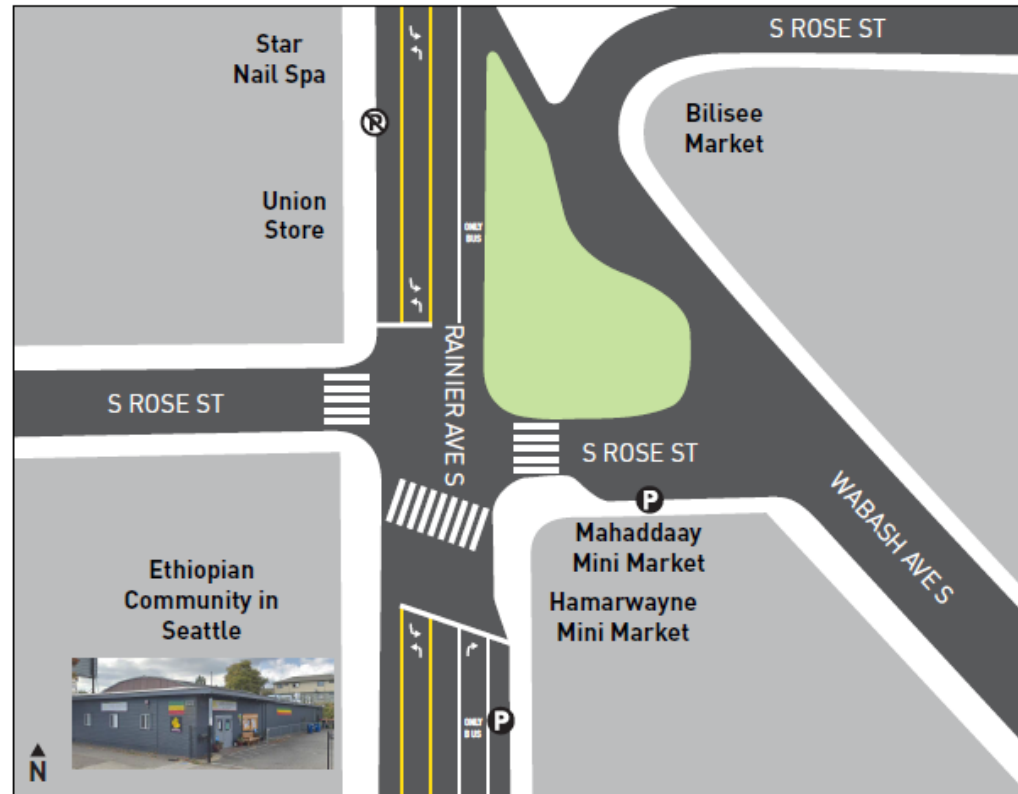 S ROSE ST
Star
Nail Spa
Bilisee
Market
Union
Store
ONLY
BUS
RAINIER AVE S
S ROSE ST
S ROSE ST
WABASH AVE S
P
Mahaddaay
Mini Market
Hamarwayne
Mini Market
Ethiopian
Community in
Seattle
ONLY
BUS
P
N